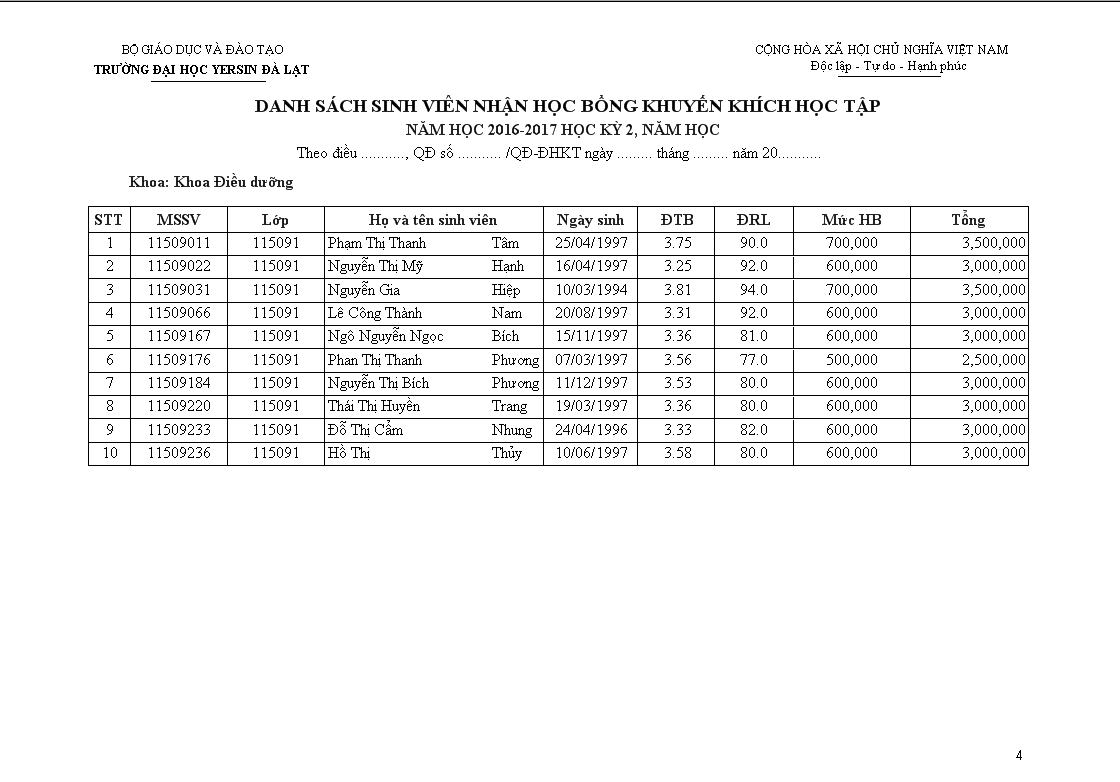 BỘ GIÁO DỤC VÀ ĐÀO TẠO
TRƯỜNG ĐẠI HỌC YERSIN ĐÀ LẠT
CỘNG HÒA XÃ HỘI CHỦ NGHĨA VIỆT NAM
Độc lập - Tự do - Hạnh phúc
DANH SÁCH SINH VIÊN NHẬN HỌC BỔNG KHUYẾN KHÍCH HỌC TẬP
NĂM HỌC 2016-2017 HỌC KỲ 2, NĂM HỌC
Theo điều ..........., QĐ số ........... /QĐ-ĐHKT ngày ......... tháng ......... năm 20...........
Khoa: Khoa Điều dưỡng
STT MSSV Lớp Họ và tên sinh viên Ngày sinh ĐTB ĐRL Mức HB Tổng
1 11509011 115091 Phạm Thị Thanh Tâm 25/04/1997 3.75 90.0 700,000 3,500,000
2 11509022 115091 Nguyễn Thị Mỹ Hạnh 16/04/1997 3.25 92.0 600,000 3,000,000
3 11509031 115091 Nguyễn Gia Hiệp 10/03/1994 3.81 94.0 700,000 3,500,000
4 11509066 115091 Lê Công Thành Nam 20/08/1997 3.31 92.0 600,000 3,000,000
5 11509167 115091 Ngô Nguyễn Ngọc Bích 15/11/1997 3.36 81.0 600,000 3,000,000
6 11509176 115091 Phan Thị Thanh Phương 07/03/1997 3.56 77.0 500,000 2,500,000
7 11509184 115091 Nguyễn Thị Bích Phương 11/12/1997 3.53 80.0 600,000 3,000,000
8 11509220 115091 Thái Thị Huyền Trang 19/03/1997 3.36 80.0 600,000 3,000,000
9 11509233 115091 Đỗ Thị Cẩm Nhung 24/04/1996 3.33 82.0 600,000 3,000,000
10 11509236 115091 Hồ Thị Thủy 10/06/1997 3.58 80.0 600,000 3,000,000
4